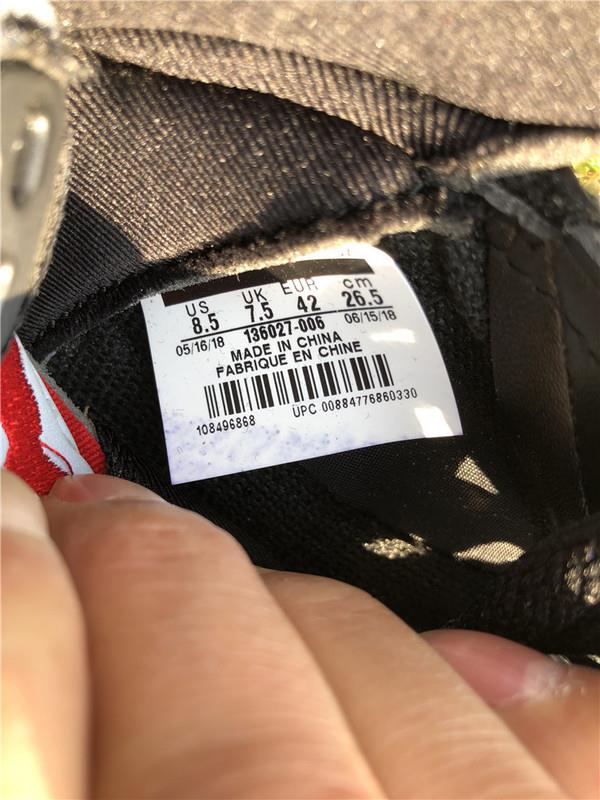 US UK EUR cm
8.5 7.5 42 26.5
05/16/18 136027-006 06/15/18
MADE IN CHINA
FABRIQUE EN CHINE
108496868 UPC 00884776860330